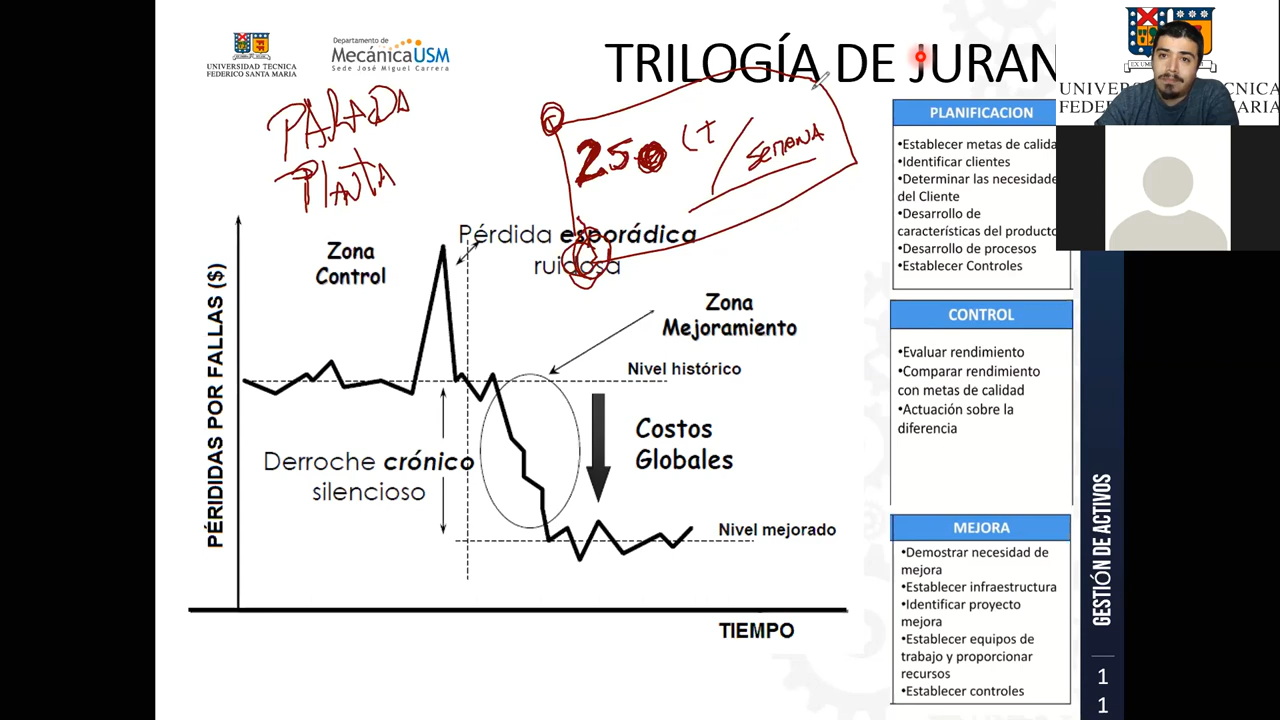 UNIVERSIDAD TECNICA
FEDERICO SANTA MARIA
Departamento de
MecánicaUSM
Sede José Miguel Carrera
TRILOGÍA DE JURAN
PARADA
PLANTA
250 Lt / SEMANA
Pérdida esporádica
ruidosa
Zona
Control
Zona
Mejoramiento
Nivel histórico
Costos
Globales
Derroche crónico
silencioso
Nivel mejorado
PÉRDIDAS POR FALLAS ($)
TIEMPO
PLANIFICACION
•Establecer metas de calida
•Identificar clientes
•Determinar las necesidade
del Cliente
•Desarrollo de
características del producto
•Desarrollo de procesos
•Establecer Controles
CONTROL
•Evaluar rendimiento
•Comparar rendimiento
con metas de calidad
•Actuación sobre la
diferencia
MEJORA
•Demostrar necesidad de
mejora
•Establecer infraestructura
•Identificar proyecto
mejora
•Establecer equipos de
trabajo y proporcionar
recursos
•Establecer controles
GESTIÓN DE ACTIVOS
1
1